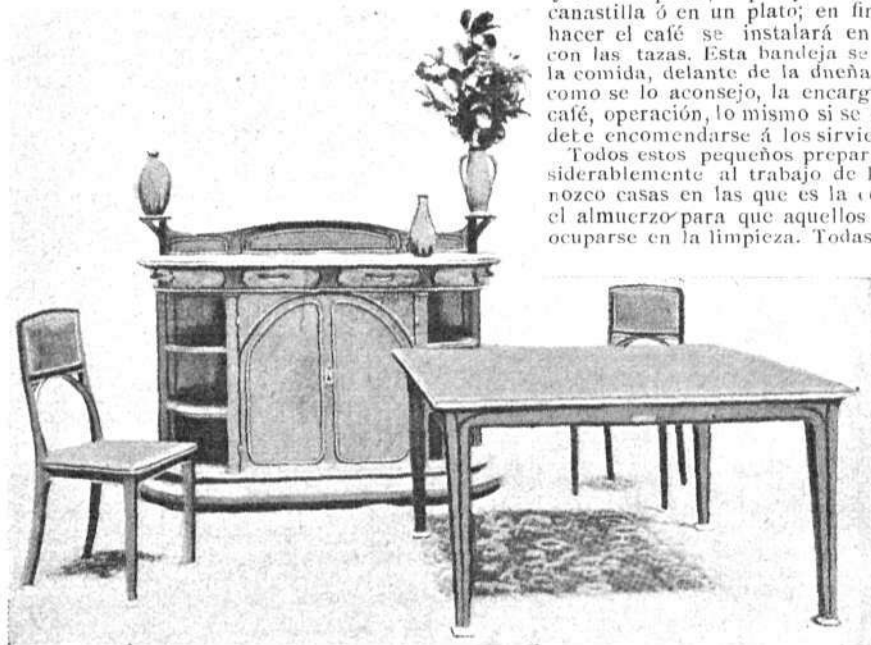 canastilla ó en un plato; en fin
hacer el café se instalará en
con las tazas. Esta bandeja se
la comida, delante de la dueña
como se lo aconsejo, la encarg
café, operación, lo mismo si se
debe encomendarse á los sirvie
Todos estos pequeños prepar
siderablemente al trabajo de l
nozco casas en las que es la
el almuerzo para que aquellos
ocuparse en la limpieza. Todas